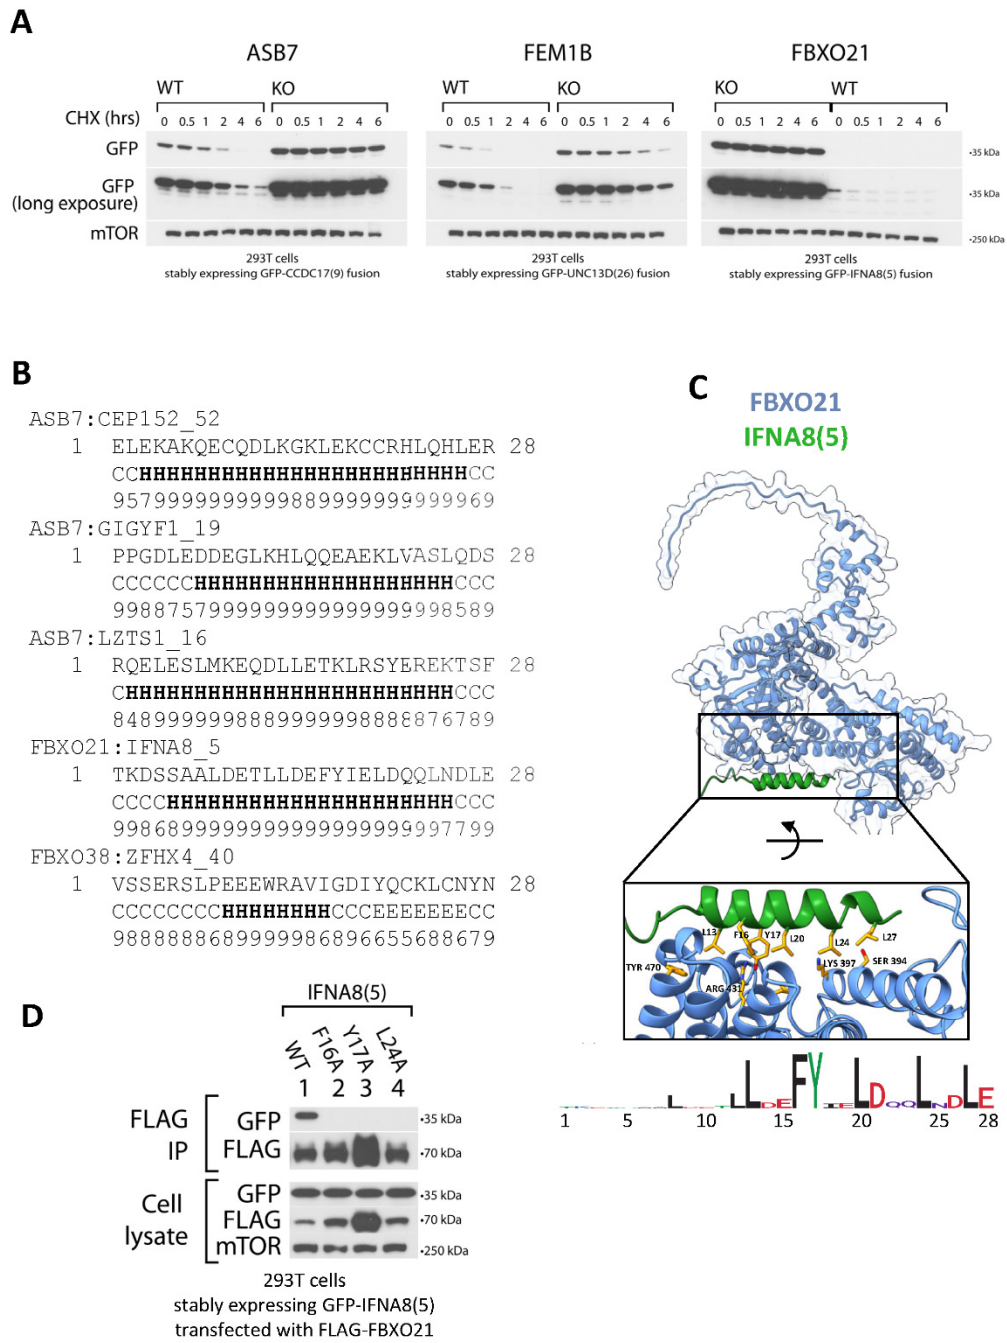 A
ASB7
FEM1B
FBXO21
WT KO
WT KO
KO WT
CHX (hrs) 0 0.5 1 2 4 6 0 0.5 1 2 4 6
0 0.5 1 2 4 6 0 0.5 1 2 4 6
0 0.5 1 2 4 6 0 0.5 1 2 4 6
GFP
•35 kDa
GFP
(long exposure)
•35 kDa
mTOR
•250 kDa
293T cells
stably expressing GFP-CCDC17(9) fusion
293T cells
stably expressing GFP-UNC13D(26) fusion
293T cells
stably expressing GFP-IFNA8(5) fusion
B
ASB7:CEP152_52
1 ELEKAKQECQDLKGKLEKCCRHLQHLER 28
CCHHHHHHHHHHHHHHHHHHHHHHHHCC
9579999999999889999999999969
ASB7:GIGYF1_19
1 PPGDLEDDEGLKHLQQEAEKLVASLQDS 28
CCCCCCHHHHHHHHHHHHHHHHHHHCCC
9988757999999999999999998589
ASB7:LZTS1_16
1 RQELESLMKEQDLLETKLRSYEREKTSF 28
CHHHHHHHHHHHHHHHHHHHHHHHHCCC
8489999998889999998888876789
FBXO21:IFNA8_5
1 TKDSSAALDETLLDEFYIELDQQLNDLE 28
CCCCHHHHHHHHHHHHHHHHHHHHHCCC
9986899999999999999999997799
FBXO38:ZFHX4_40
1 VSSERSLPEEEWRAVIGDIYQCKLCNYN 28
CCCCCCCCHHHHHHHHCCCEEEEEEECC
9888888689999998655655688679
C
FBXO21
IFNA8(5)
L13
F16
Y17
L20
L24
L27
TYR 470
ARG 431
LYS 397
SER 394
L LLDEFYIELDQQLNDLE
1 5 10 15 20 25 28
D
IFNA8(5)
WT F16A Y17A L24A
1 2 3 4
FLAG IP
GFP
•35 kDa
FLAG
•70 kDa
Cell lysate
GFP
•35 kDa
FLAG
•70 kDa
mTOR
•250 kDa
293T cells
stably expressing GFP-IFNA8(5)
transfected with FLAG-FBXO21